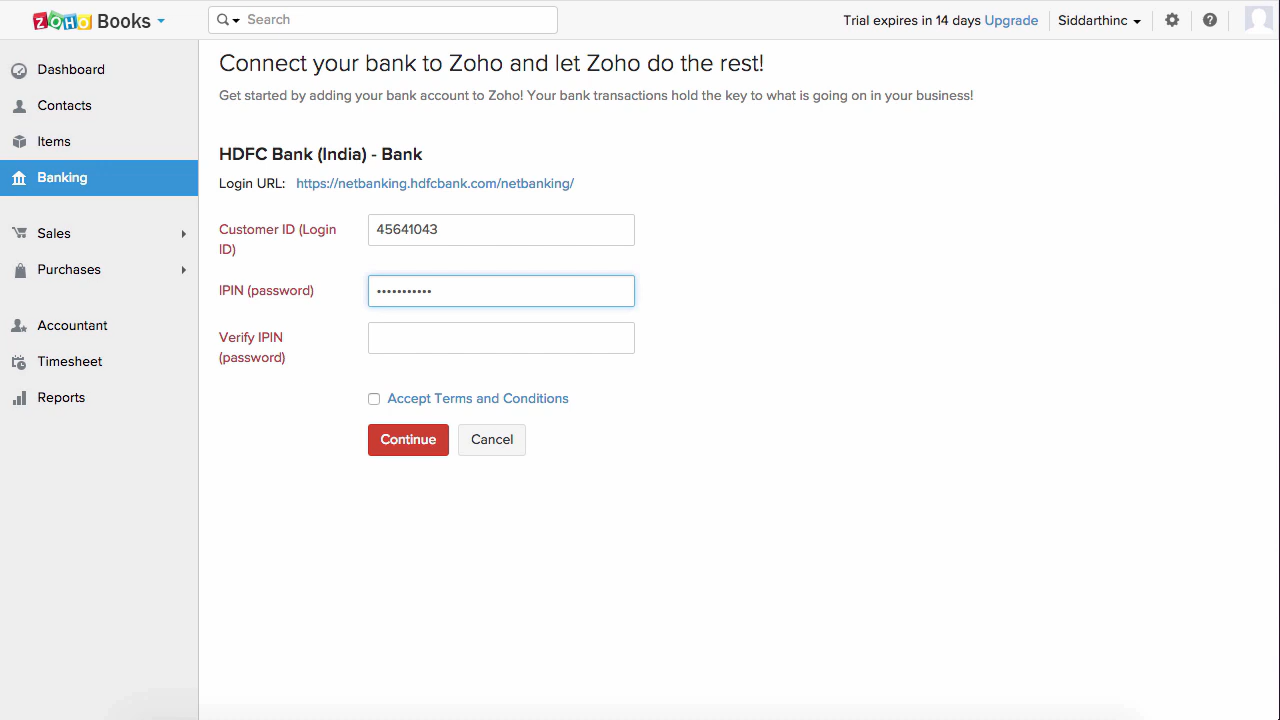 ZOHO Books
Search
Trial expires in 14 days Upgrade
Siddarthinc
Dashboard
Contacts
Items
Banking
Sales
Purchases
Accountant
Timesheet
Reports
Connect your bank to Zoho and let Zoho do the rest!
Get started by adding your bank account to Zoho! Your bank transactions hold the key to what is going on in your business!
HDFC Bank (India) - Bank
Login URL: https://netbanking.hdfcbank.com/netbanking/
Customer ID (Login
ID)
45641043
IPIN (password)
•••••••••••
Verify IPIN
(password)
Accept Terms and Conditions
Continue
Cancel